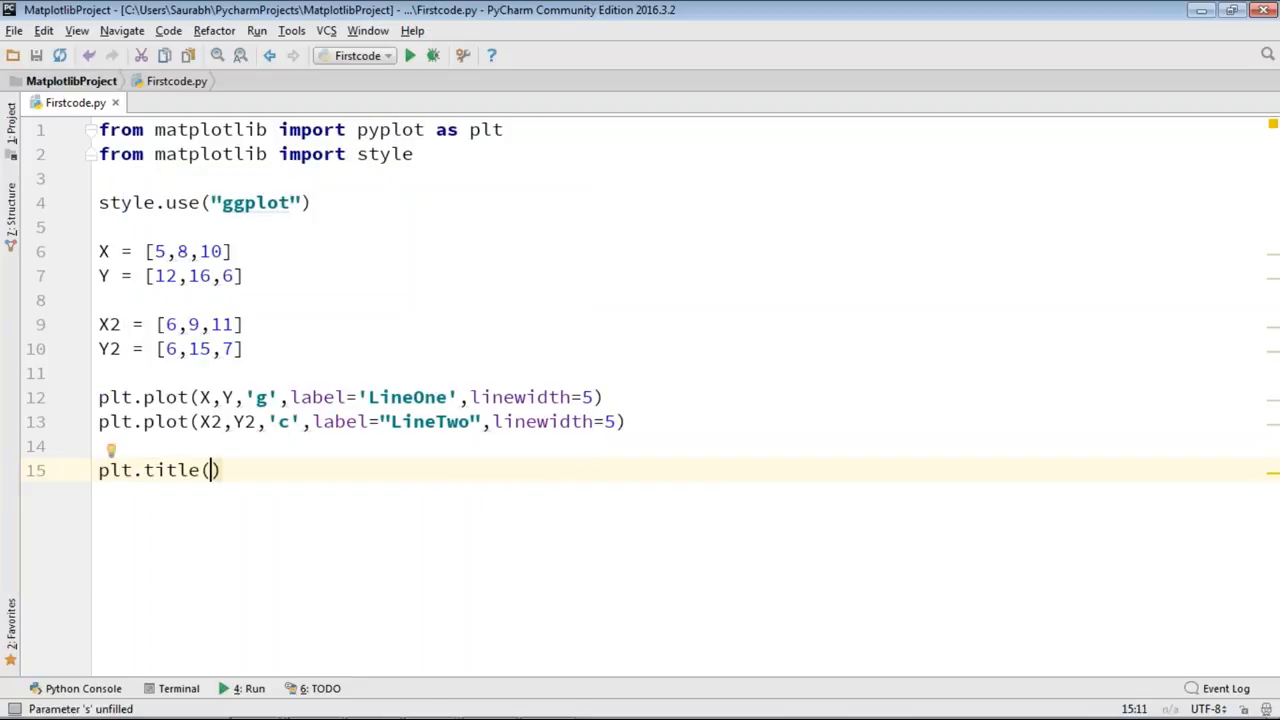 MatplotlibProject - [C:\Users\Saurabh\PycharmProjects\MatplotlibProject] - ...\Firstcode.py - PyCharm Community Edition 2016.3.2
File Edit View Navigate Code Refactor Run Tools VCS Window Help
Firstcode
MatplotlibProject Firstcode.py
Firstcode.py
1: Project
Z: Structure
2: Favorites
1 from matplotlib import pyplot as plt
2 from matplotlib import style
3
4 style.use("ggplot")
5
6 X = [5,8,10]
7 Y = [12,16,6]
8
9 X2 = [6,9,11]
10 Y2 = [6,15,7]
11
12 plt.plot(X,Y,'g',label='LineOne',linewidth=5)
13 plt.plot(X2,Y2,'c',label="LineTwo",linewidth=5)
14
15 plt.title()
Python Console Terminal 4: Run 6: TODO Event Log
Parameter 's' unfilled 15:11 n/a UTF-8